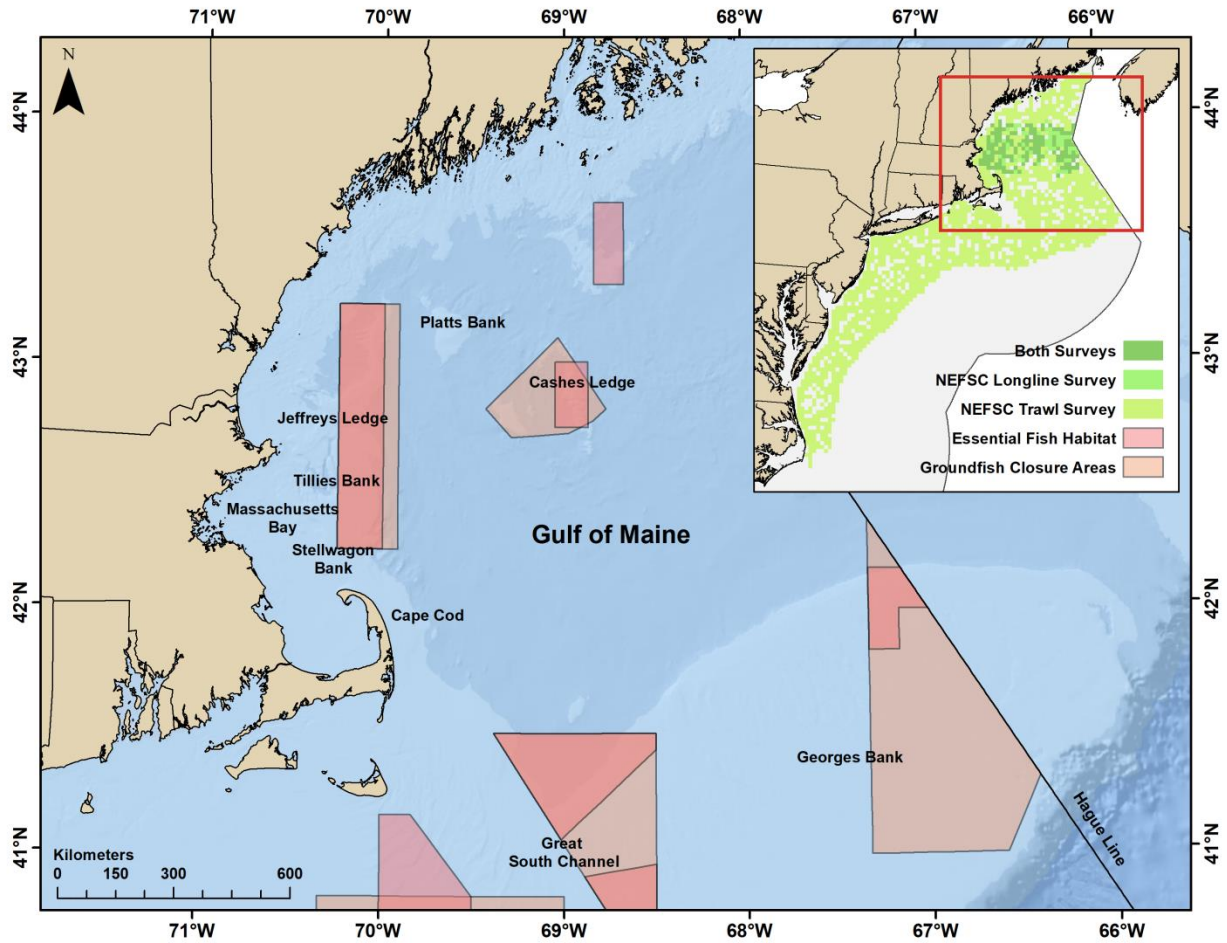 71°W 70°W 69°W 68°W 67°W 66°W
N
44°N
44°N
Platts Bank
43°N
43°N
Cashes Ledge
Jeffreys Ledge
Tillies Bank
Massachusetts
Bay
Stellwagon
Bank
Gulf of Maine
Both Surveys
NEFSC Longline Survey
NEFSC Trawl Survey
Essential Fish Habitat
Groundfish Closure Areas
42°N
42°N
Cape Cod
Georges Bank
Hague Line
Great
South Channel
41°N
41°N
Kilometers
0 150 300 600
71°W 70°W 69°W 68°W 67°W 66°W